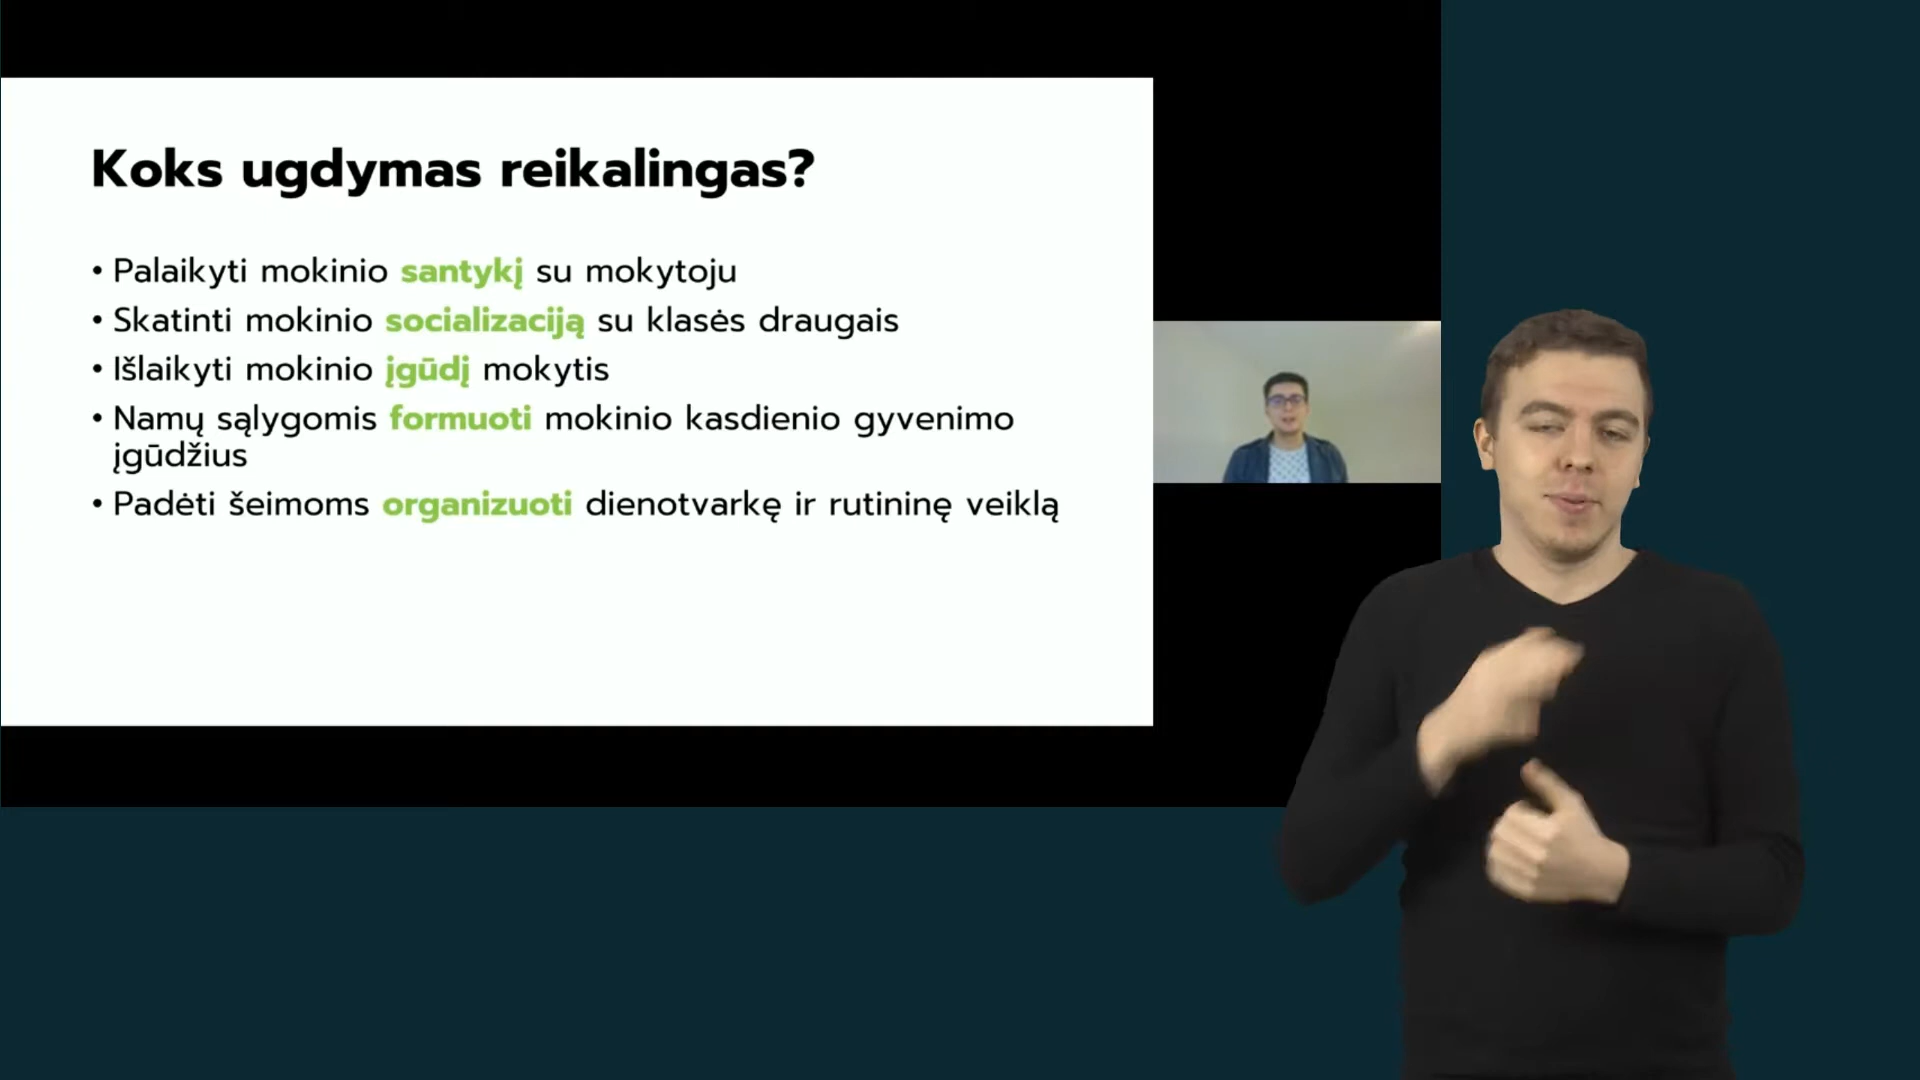 Koks ugdymas reikalingas?
• Palaikyti mokinio santykį su mokytoju
• Skatinti mokinio socializaciją su klasės draugais
• Išlaikyti mokinio įgūdį mokytis
• Namų sąlygomis formuoti mokinio kasdienio gyvenimo
įgūdžius
• Padėti šeimoms organizuoti dienotvarkę ir rutininę veiklą